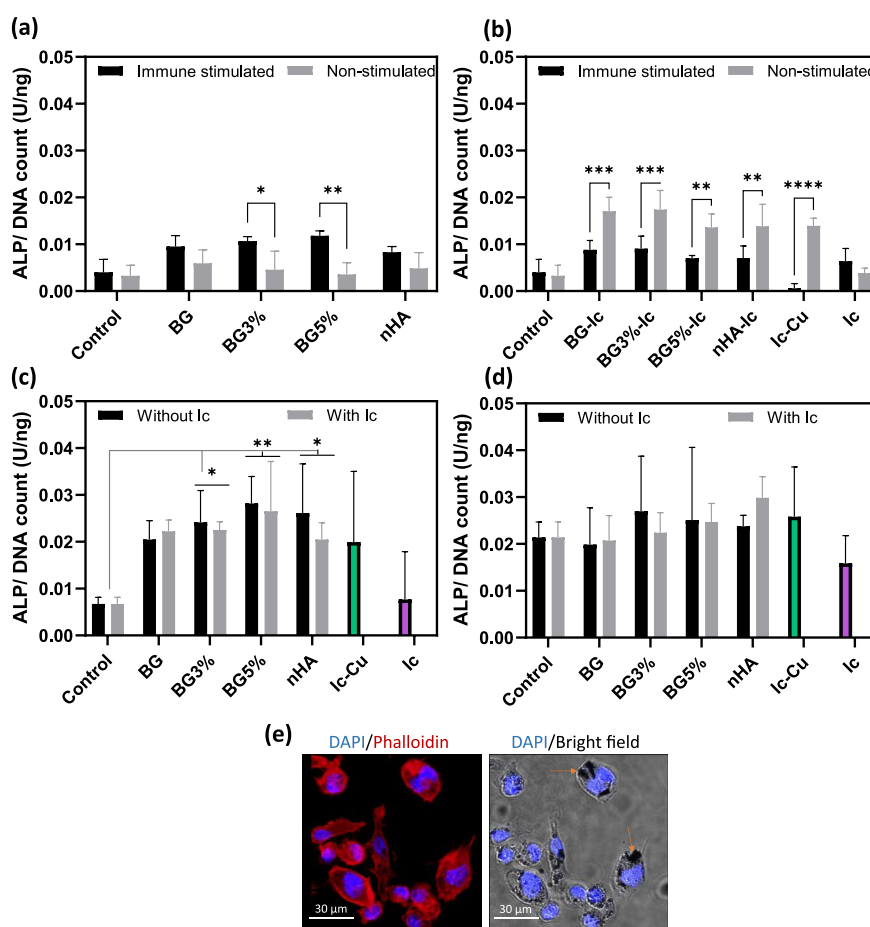 (a)
0.05
Immune stimulated Non-stimulated
0.04
0.03
0.02
0.01
0.00
ALP/ DNA count (U/ng)
* **
Control BG BG3% BG5% nHA
(b)
0.05
Immune stimulated Non-stimulated
0.04
0.03
0.02
0.01
0.00
ALP/ DNA count (U/ng)
*** *** ** ** ****
Control BG-Ic BG3%-Ic BG5%-Ic nHA-Ic Ic-Cu Ic
(c)
0.05
Without Ic With Ic
0.04
0.03
0.02
0.01
0.00
ALP/ DNA count (U/ng)
* ** *
Control BG BG3% BG5% nHA Ic-Cu Ic
(d)
0.05
Without Ic With Ic
0.04
0.03
0.02
0.01
0.00
ALP/ DNA count (U/ng)
Control BG BG3% BG5% nHA Ic-Cu Ic
(e)
DAPI/Phalloidin DAPI/Bright field
30 µm 30 µm